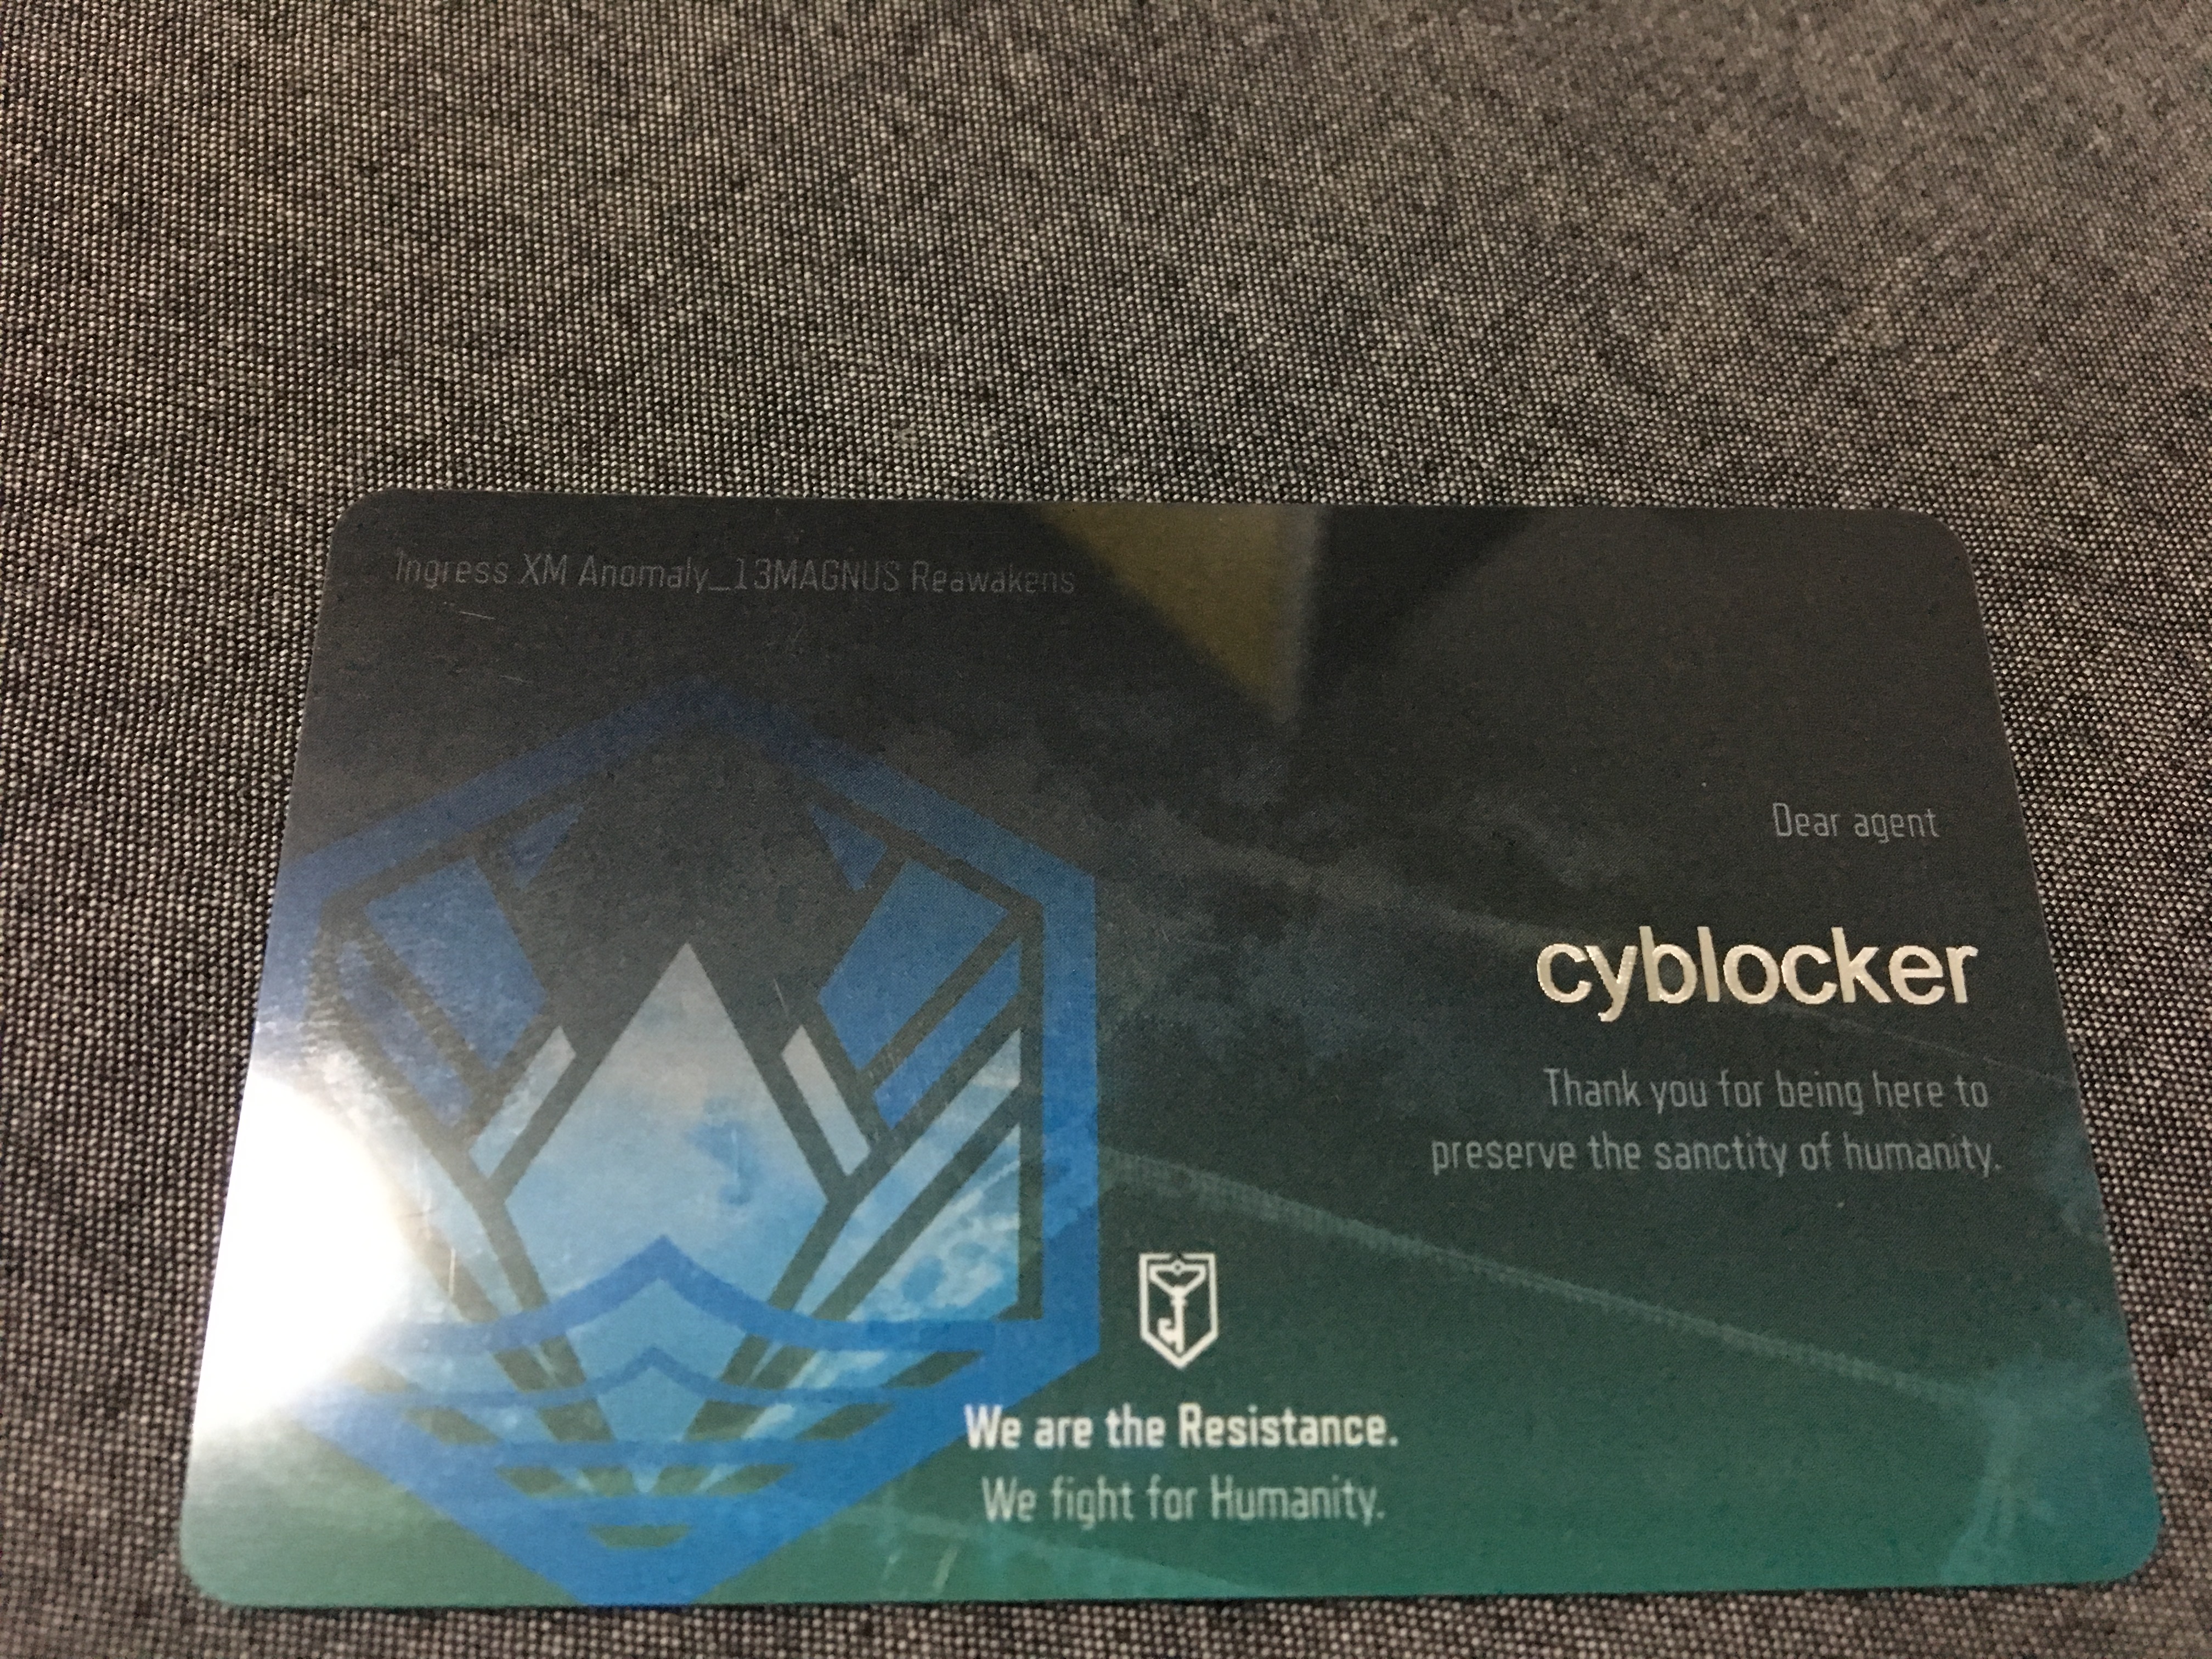 Ingress XM Anomaly_13MAGNUS Reawakens
Dear agent
cyblocker
Thank you for being here to
preserve the sanctity of humanity.
We are the Resistance.
We fight for Humanity.